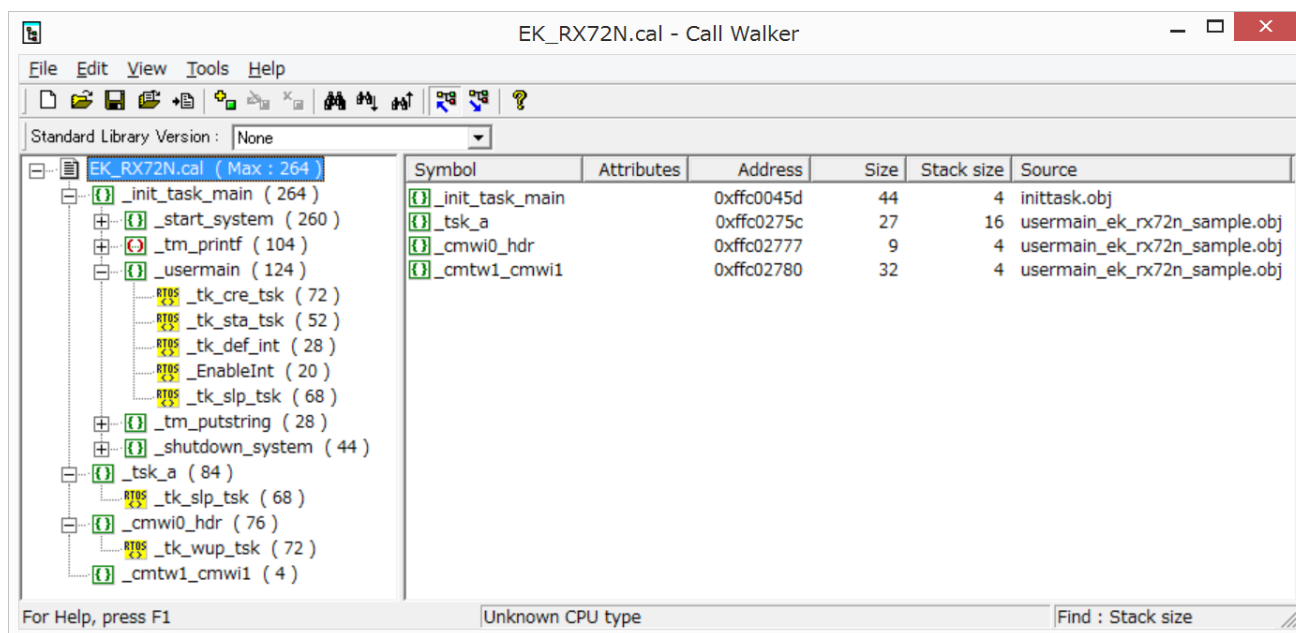 EK_RX72N.cal - Call Walker
File Edit View Tools Help
Standard Library Version : None
EK_RX72N.cal ( Max : 264 )
_init_task_main ( 264 )
_start_system ( 260 )
_tm_printf ( 104 )
_usermain ( 124 )
RTOS _tk_cre_tsk ( 72 )
RTOS _tk_sta_tsk ( 52 )
RTOS _tk_def_int ( 28 )
RTOS _EnableInt ( 20 )
RTOS _tk_slp_tsk ( 68 )
_tm_putstring ( 28 )
_shutdown_system ( 44 )
_tsk_a ( 84 )
RTOS _tk_slp_tsk ( 68 )
_cmwi0_hdr ( 76 )
RTOS _tk_wup_tsk ( 72 )
_cmtw1_cmwi1 ( 4 )
Symbol Attributes Address Size Stack size Source
_init_task_main 0xffc0045d 44 4 inittask.obj
_tsk_a 0xffc0275c 27 16 usermain_ek_rx72n_sample.obj
_cmwi0_hdr 0xffc02777 9 4 usermain_ek_rx72n_sample.obj
_cmtw1_cmwi1 0xffc02780 32 4 usermain_ek_rx72n_sample.obj
For Help, press F1 Unknown CPU type Find : Stack size